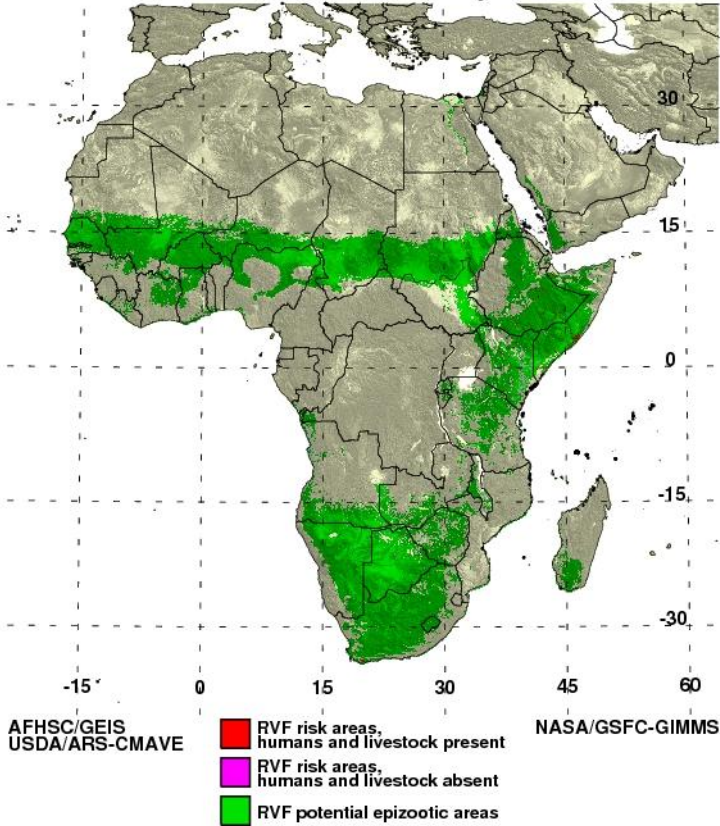 30
15
0
-15
-30
-15 0 15 30 45 60
AFHSC/GEIS
USDA/ARS-CMAVE
RVF risk areas,
humans and livestock present
RVF risk areas,
humans and livestock absent
RVF potential epizootic areas
NASA/GSFC-GIMMS